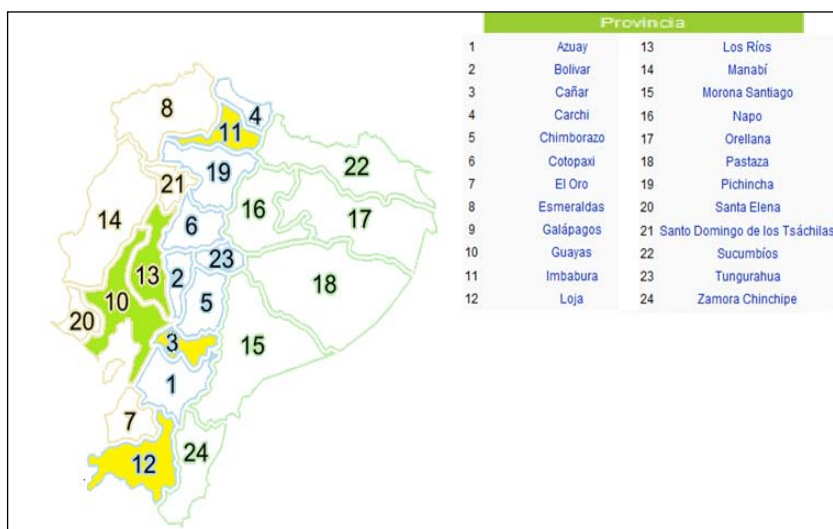 Provincia
1 Azuay 13 Los Ríos
2 Bolivar 14 Manabí
3 Cañar 15 Morona Santiago
4 Carchi 16 Napo
5 Chimborazo 17 Orellana
6 Cotopaxi 18 Pastaza
7 El Oro 19 Pichincha
8 Esmeraldas 20 Santa Elena
9 Galápagos 21 Santo Domingo de los Tsáchilas
10 Guayas 22 Sucumbíos
11 Imbabura 23 Tungurahua
12 Loja 24 Zamora Chinchipe
8
4
11
22
19
21
16
14
17
6
23
13
2
18
10
5
20
3
15
1
7
12
24